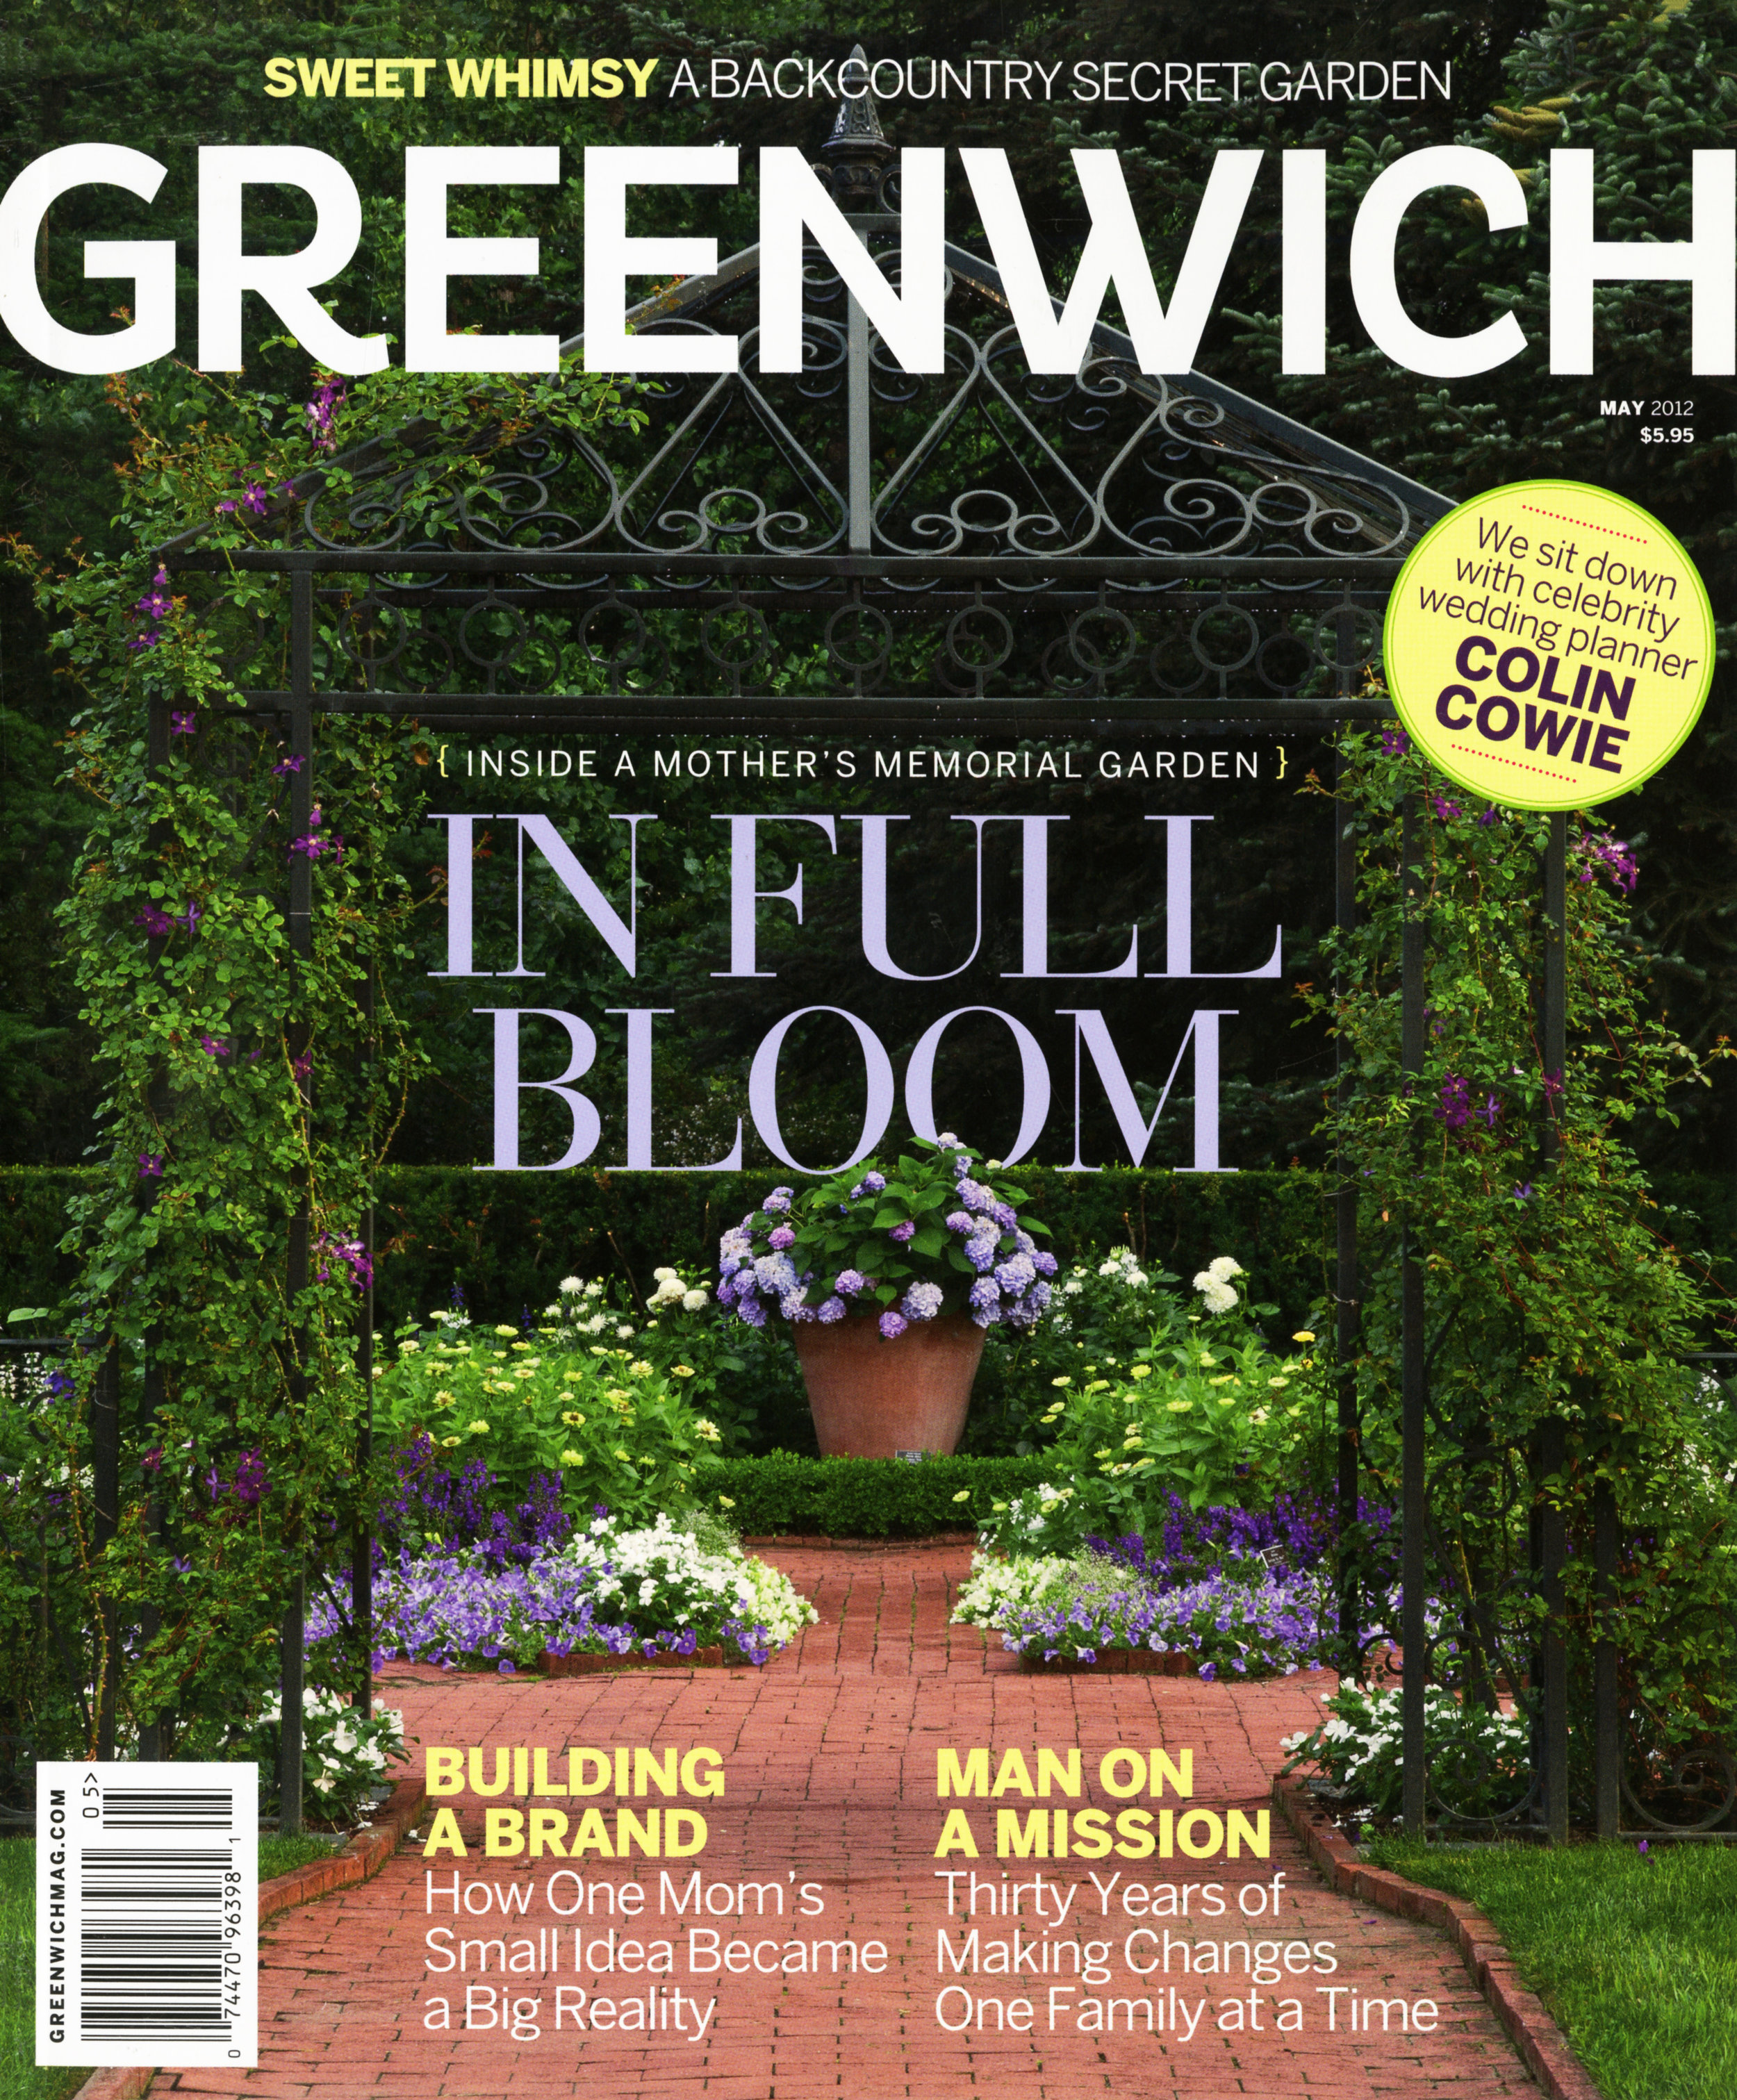 SWEET WHIMSY A BACKCOUNTRY SECRET GARDEN
GREENWICH
MAY 2012
$5.95
We sit down
with celebrity
wedding planner
COLIN
COWIE
{ INSIDE A MOTHER'S MEMORIAL GARDEN }
IN FULL
BLOOM
BUILDING
A BRAND
How One Mom's
Small Idea Became
a Big Reality
MAN ON
A MISSION
Thirty Years of
Making Changes
One Family at a Time
GREENWICHMAG.COM
05>
0 74470 96398 1